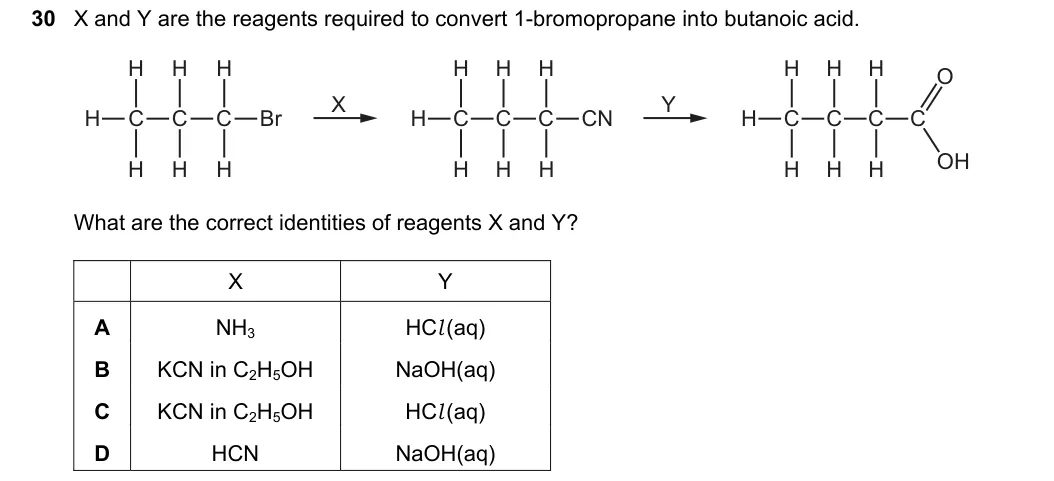 30 X and Y are the reagents required to convert 1-bromopropane into butanoic acid.
H H H H H H H H H O
H—C—C—C—Br X H—C—C—C—CN Y H—C—C—C—C
H H H H H H H H H OH
What are the correct identities of reagents X and Y?
X Y
A NH₃ HCl(aq)
B KCN in C₂H₅OH NaOH(aq)
C KCN in C₂H₅OH HCl(aq)
D HCN NaOH(aq)